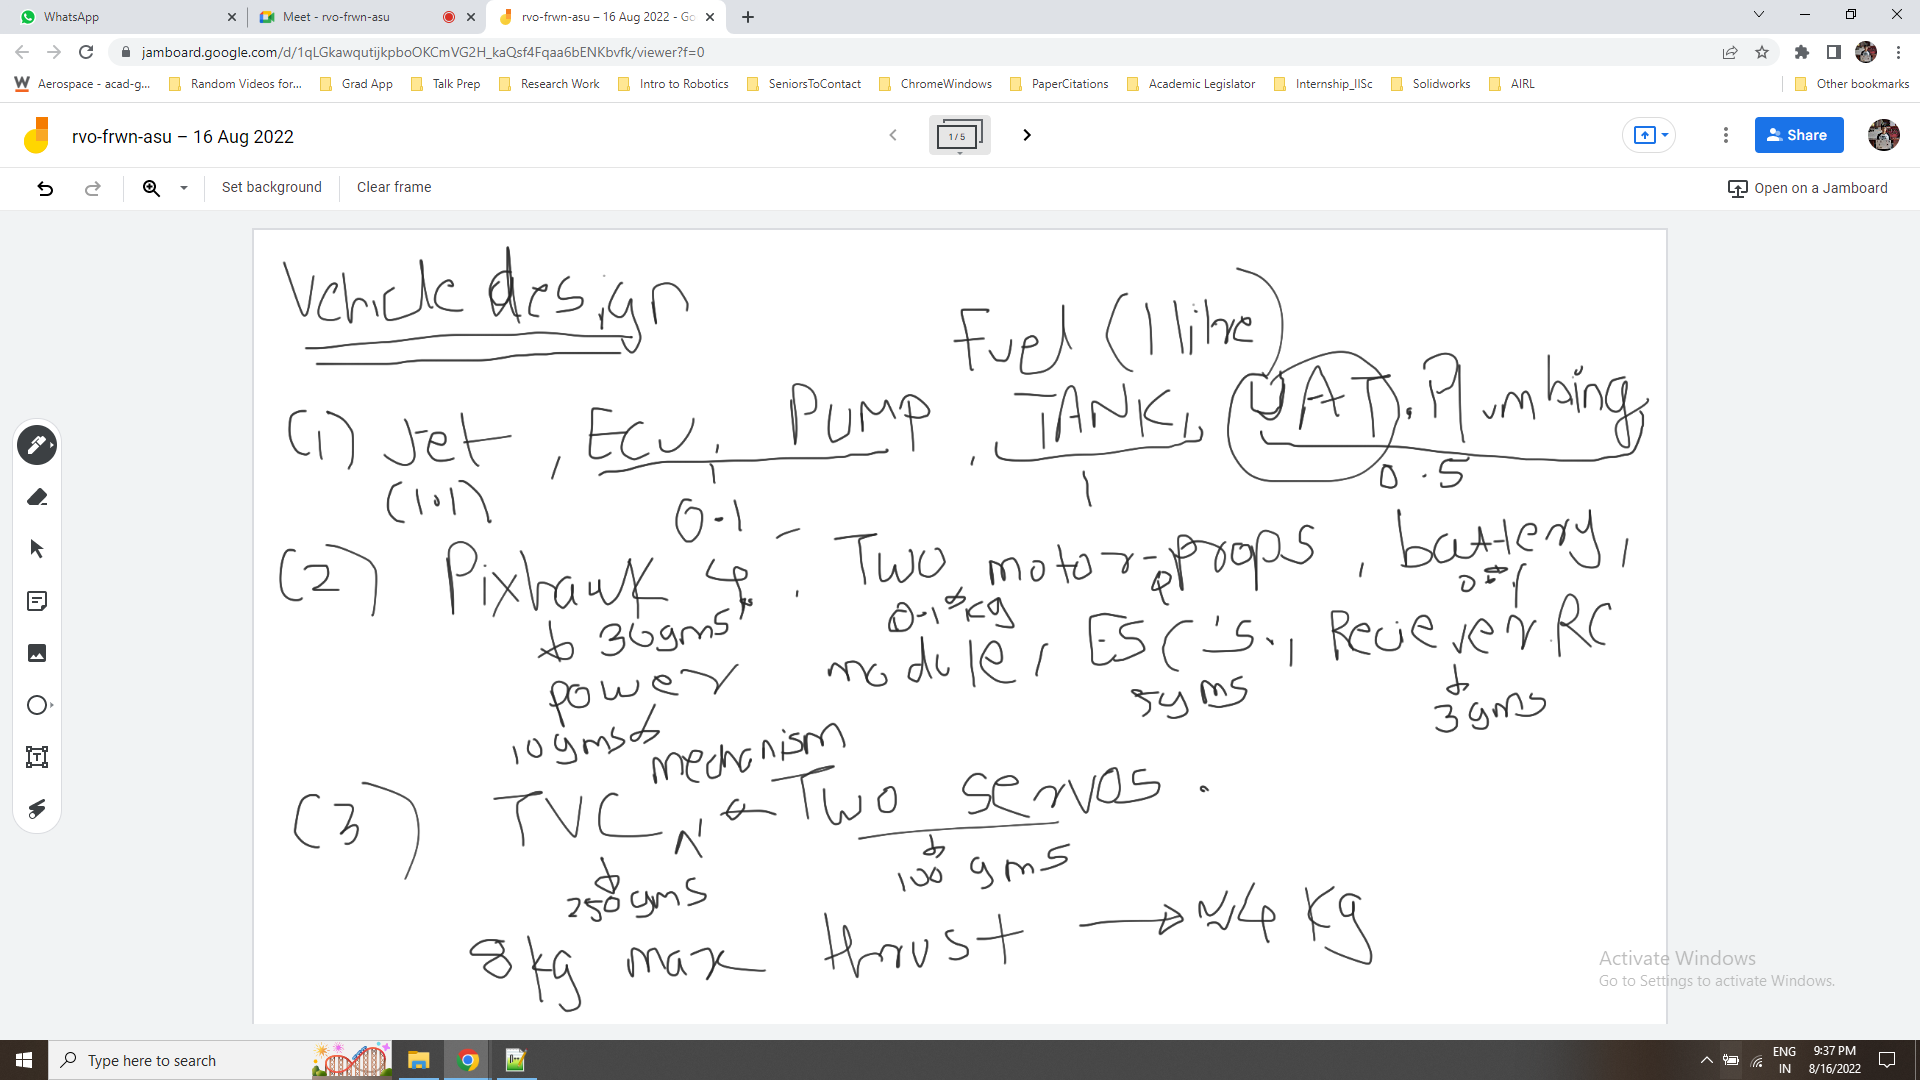 WhatsApp
Meet - rvo-frwn-asu
rvo-frwn-asu – 16 Aug 2022 - Go
jamboard.google.com/d/1qLGkawqutijkpboOKCmVG2H_kaQsf4Fqaa6bENKbvfk/viewer?f=0
Aerospace - acad-g... Random Videos for... Grad App Talk Prep Research Work Intro to Robotics SeniorsToContact ChromeWindows PaperCitations Academic Legislator Internship_IISc Solidworks AIRL Other bookmarks
rvo-frwn-asu – 16 Aug 2022
1 / 5
Share
Set background
Clear frame
Open on a Jamboard
Vehicle design
Fuel (1 litre)
(1) Jet, ECU, PUMP, TANK, UAT. Plumbing,
(1.1) 0.1 1 0.5
(2) Pixhawk 4, Two motor-props, battery,
30gms 0.1 kg
power module, ESC's., Reciever RC
10gms 5gms 3gms
mechanism
(3) TVC Two servos.
250gms 100 gms
8kg max thrust → ≈4 Kg
Activate Windows
Go to Settings to activate Windows.
Type here to search
ENG
IN
9:37 PM
8/16/2022